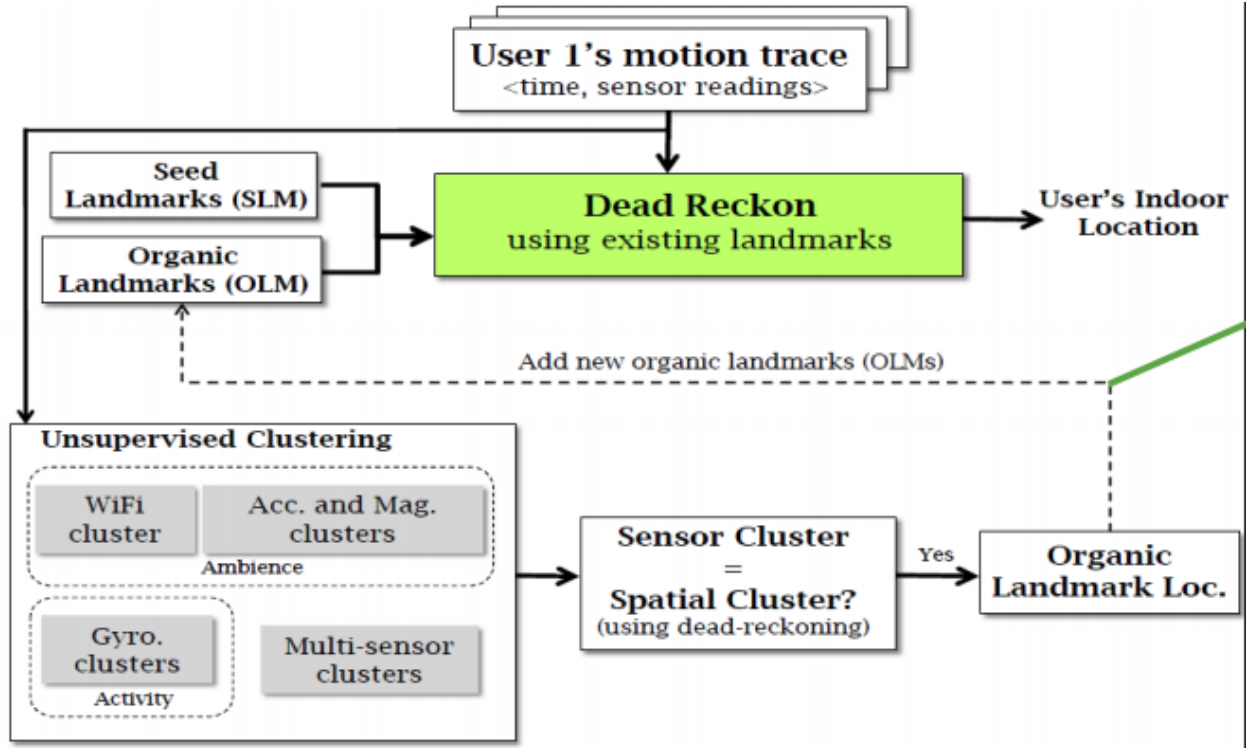 User 1's motion trace
<time, sensor readings>
Seed
Landmarks (SLM)
Organic
Landmarks (OLM)
Dead Reckon
using existing landmarks
User's Indoor
Location
Add new organic landmarks (OLMs)
Unsupervised Clustering
WiFi
cluster
Acc. and Mag.
clusters
Ambience
Gyro.
clusters
Activity
Multi-sensor
clusters
Sensor Cluster
=
Spatial Cluster?
(using dead-reckoning)
Yes
Organic
Landmark Loc.